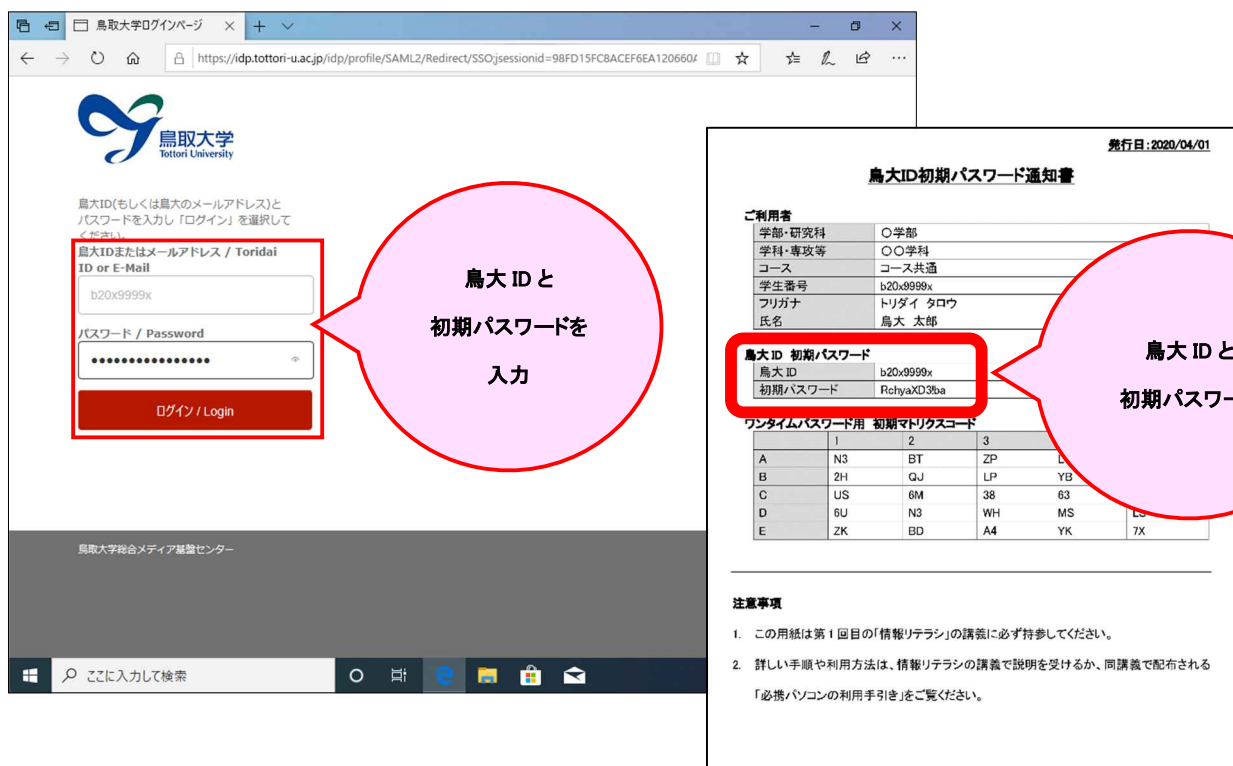 鳥取大学ログインページ
https://idp.tottori-u.ac.jp/idp/profile/SAML2/Redirect/SSO;jsessionid=98FD15FC8ACEF6EA120660
鳥取大学
Tottori University
鳥大ID(もしくは鳥大のメールアドレス)と
パスワードを入力し「ログイン」を選択して
ください。
鳥大IDまたはメールアドレス / Toridai
ID or E-Mail
b20x9999x
パスワード / Password
ログイン / Login
鳥大 ID と
初期パスワードを
入力
鳥取大学総合メディア基盤センター
ここに入力して検索
発行日:2020/04/01
鳥大ID初期パスワード通知書
ご利用者
学部・研究科 〇学部
学科・専攻等 〇〇学科
コース コース共通
学生番号 b20x9999x
フリガナ トリダイ タロウ
氏名 鳥大 太郎
鳥大 ID 初期パスワード
鳥大 ID b20x9999x
初期パスワード RchyaXD3!ba
鳥大 ID と
初期パスワー
ワンタイムパスワード用 初期マトリクスコード
1 2 3
A N3 BT ZP
B 2H QJ LP YB
C US 6M 38 63
D 6U N3 WH MS
E ZK BD A4 YK 7X
注意事項
1. この用紙は第1回目の「情報リテラシ」の講義に必ず持参してください。
2. 詳しい手順や利用方法は、情報リテラシの講義で説明を受けるか、同講義で配布される
「必携パソコンの利用手引き」をご覧ください。